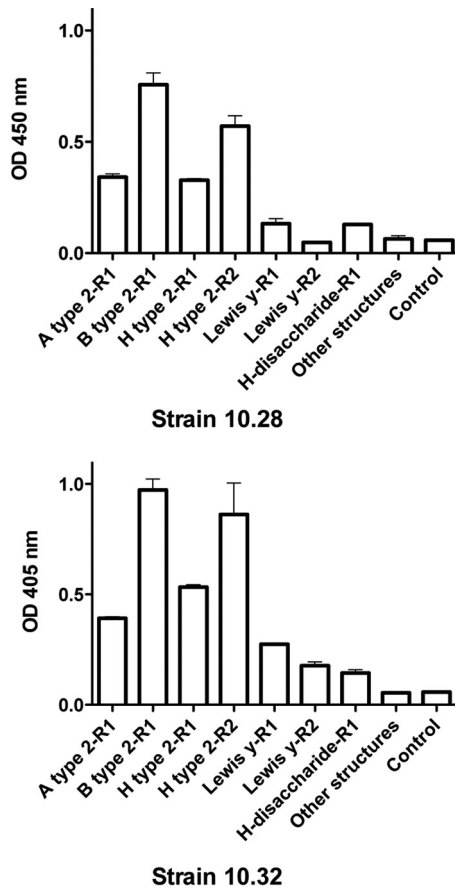 1.0
OD 450 nm
0.5
0.0
A type 2-R1
B type 2-R1
H type 2-R1
H type 2-R2
Lewis y-R1
Lewis y-R2
H-disaccharide-R1
Other structures
Control
Strain 10.28
1.0
OD 405 nm
0.5
0.0
A type 2-R1
B type 2-R1
H type 2-R1
H type 2-R2
Lewis y-R1
Lewis y-R2
H-disaccharide-R1
Other structures
Control
Strain 10.32